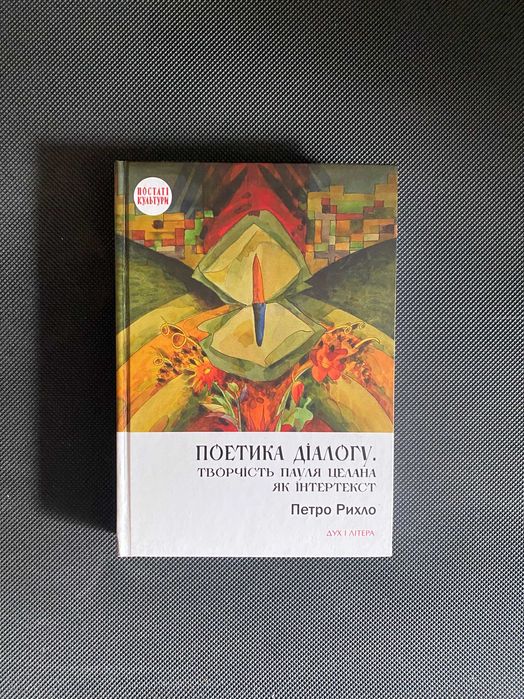 ПОСТАТІ
КУЛЬТУРИ
ПОЕТИКА ДІАЛОГУ.
ТВОРЧІСТЬ ПАУЛЯ ЦЕЛАНА
ЯК ІНТЕРТЕКСТ
Петро Рихло
ДУХ І ЛІТЕРА